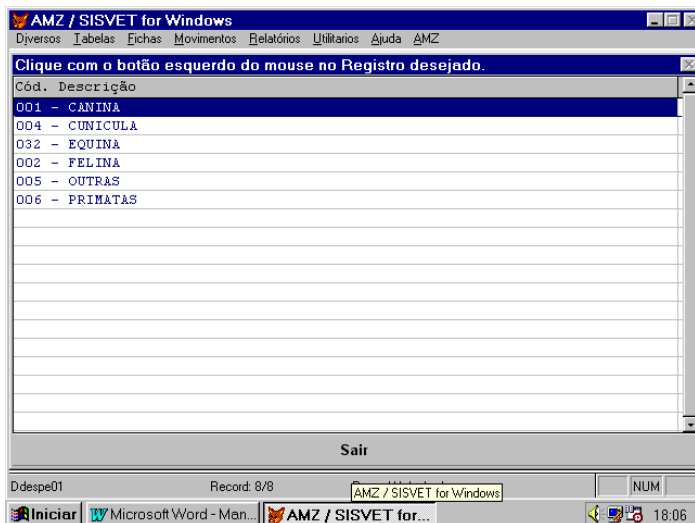 AMZ / SISVET for Windows
Diversos Tabelas Fichas Movimentos Relatórios Utilitarios Ajuda AMZ
Clique com o botão esquerdo do mouse no Registro desejado.
Cód. Descrição
001 - CANINA
004 - CUNICULA
032 - EQUINA
002 - FELINA
005 - OUTRAS
006 - PRIMATAS
Sair
Ddespe01 Record: 8/8 NUM
AMZ / SISVET for Windows
Iniciar Microsoft Word - Man... AMZ / SISVET for... 18:06